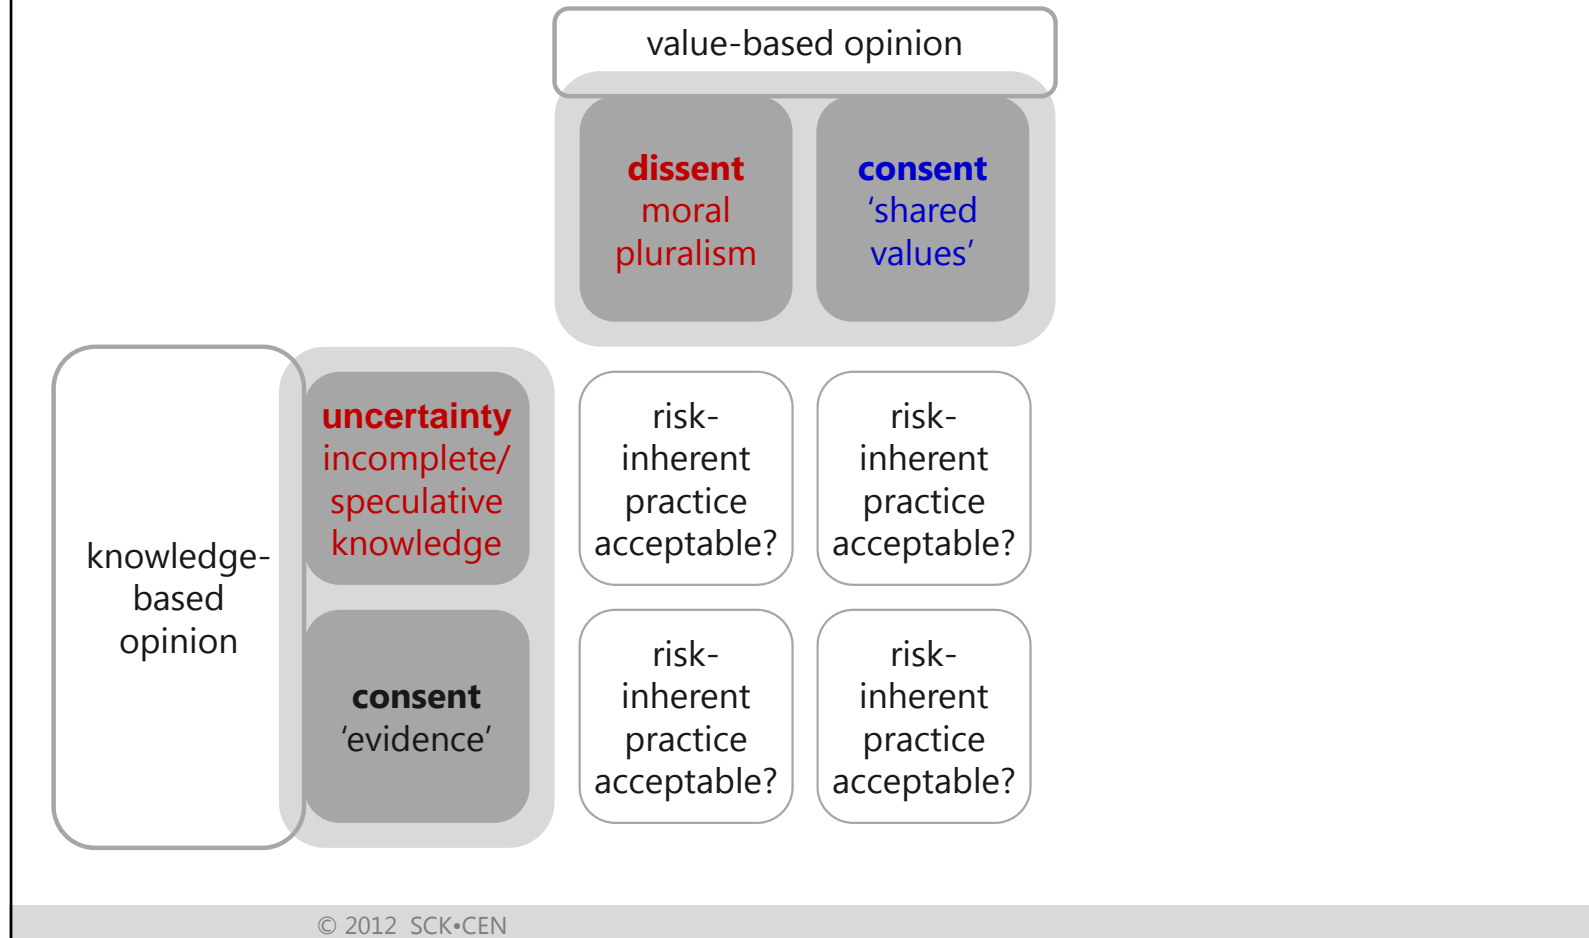 value-based opinion
dissent
moral
pluralism
consent
‘shared
values’
knowledge-
based
opinion
uncertainty
incomplete/
speculative
knowledge
risk-
inherent
practice
acceptable?
risk-
inherent
practice
acceptable?
consent
‘evidence’
risk-
inherent
practice
acceptable?
risk-
inherent
practice
acceptable?
© 2012 SCK•CEN